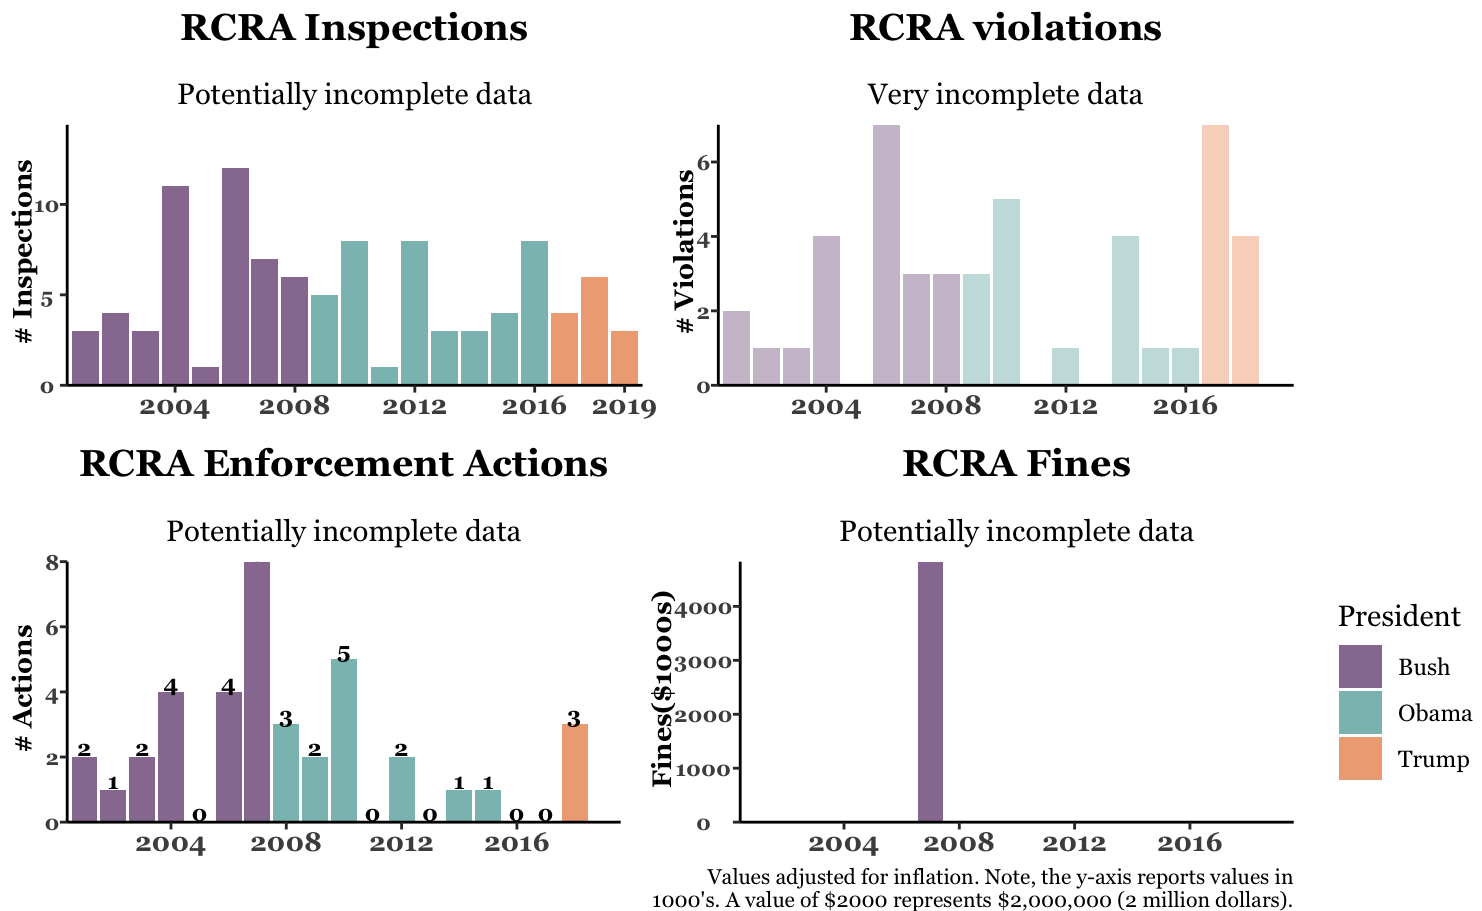 RCRA Inspections
Potentially incomplete data
# Inspections
10
5
0
2004 2008 2012 2016 2019
RCRA violations
Very incomplete data
# Violations
6
4
2
0
2004 2008 2012 2016
RCRA Enforcement Actions
Potentially incomplete data
# Actions
8
6
4
2
0
2 1 2 4 0 4 3 2 5 0 2 0 1 1 0 0 3
2004 2008 2012 2016
RCRA Fines
Potentially incomplete data
Fines($1000s)
4000
3000
2000
1000
0
2004 2008 2012 2016
President
Bush
Obama
Trump
Values adjusted for inflation. Note, the y-axis reports values in
1000's. A value of $2000 represents $2,000,000 (2 million dollars).